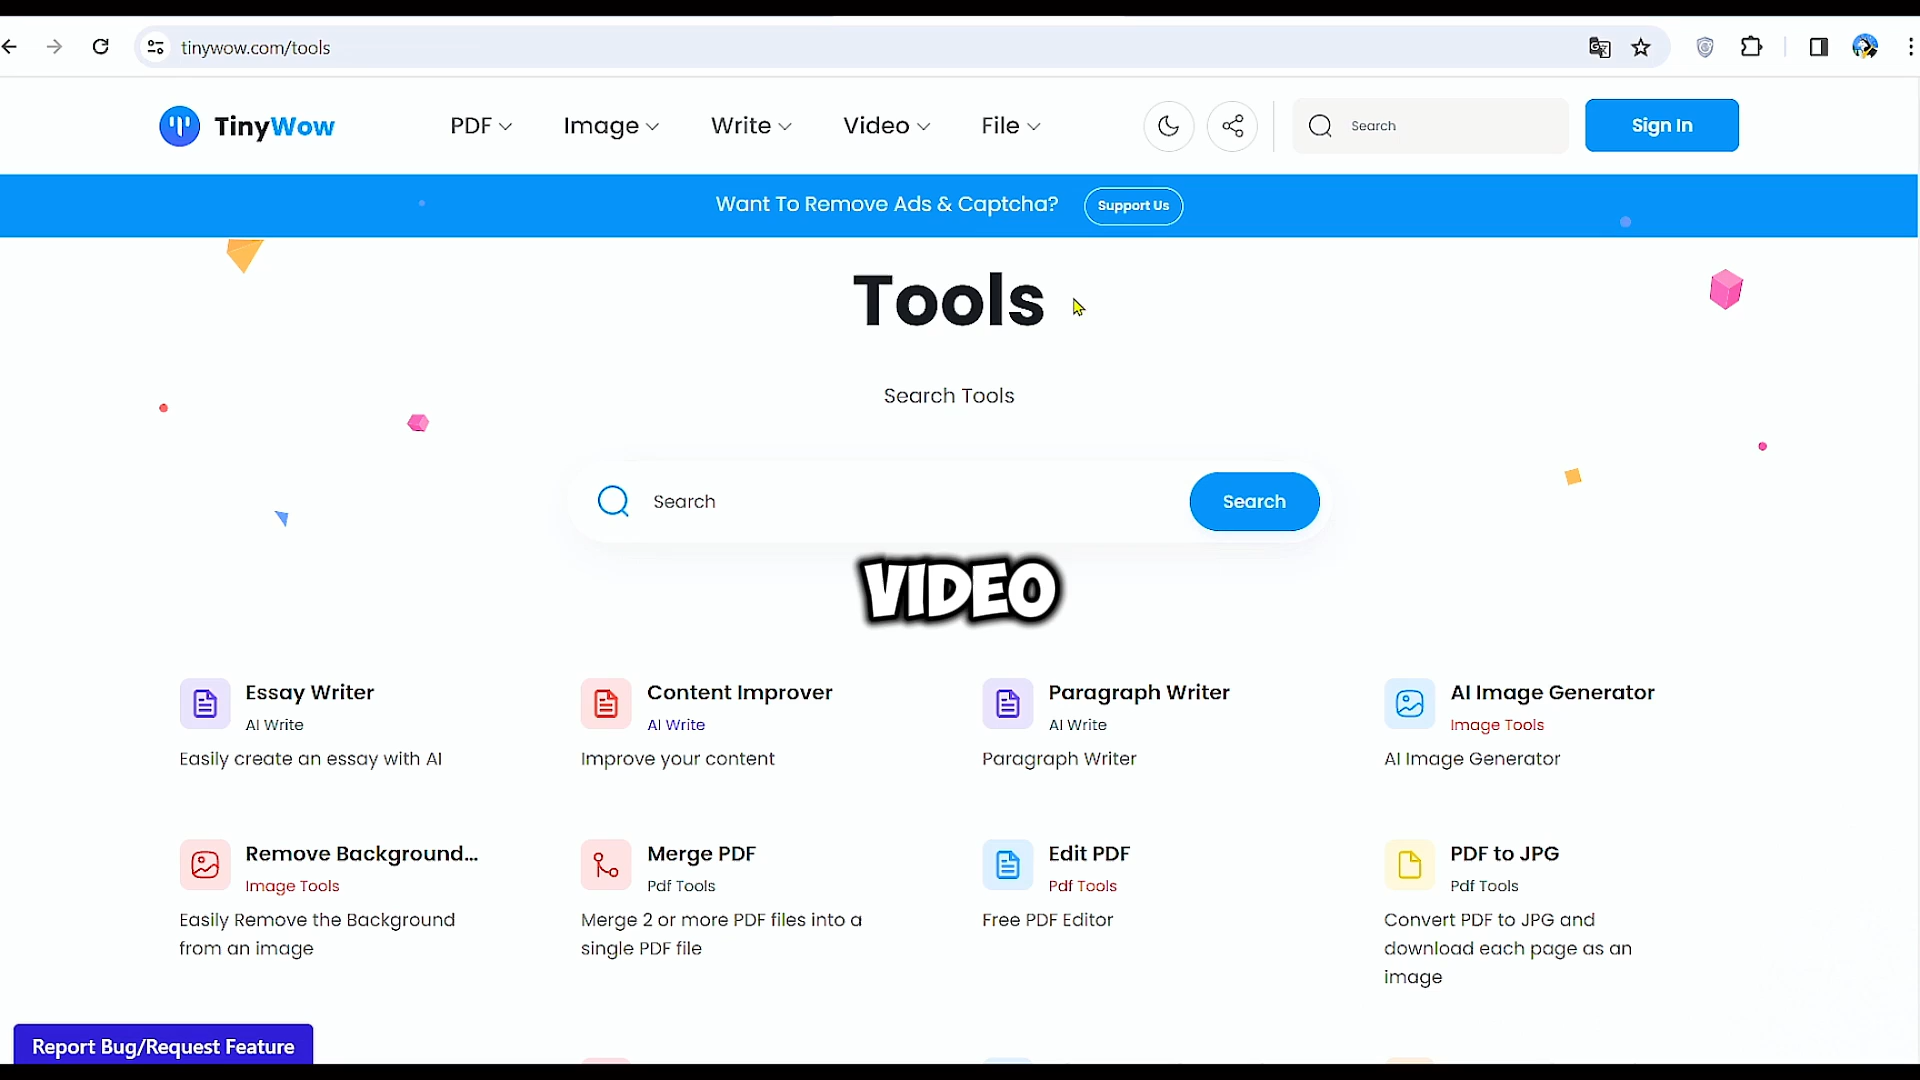 tinywow.com/tools
TinyWow PDF Image Write Video File Search Sign In
Want To Remove Ads & Captcha? Support Us
Tools
Search Tools
Search Search
VIDEO
Essay Writer
AI Write
Easily create an essay with AI
Content Improver
AI Write
Improve your content
Paragraph Writer
AI Write
Paragraph Writer
AI Image Generator
Image Tools
AI Image Generator
Remove Background...
Image Tools
Easily Remove the Background
from an image
Merge PDF
Pdf Tools
Merge 2 or more PDF files into a
single PDF file
Edit PDF
Pdf Tools
Free PDF Editor
PDF to JPG
Pdf Tools
Convert PDF to JPG and
download each page as an
image
Report Bug/Request Feature